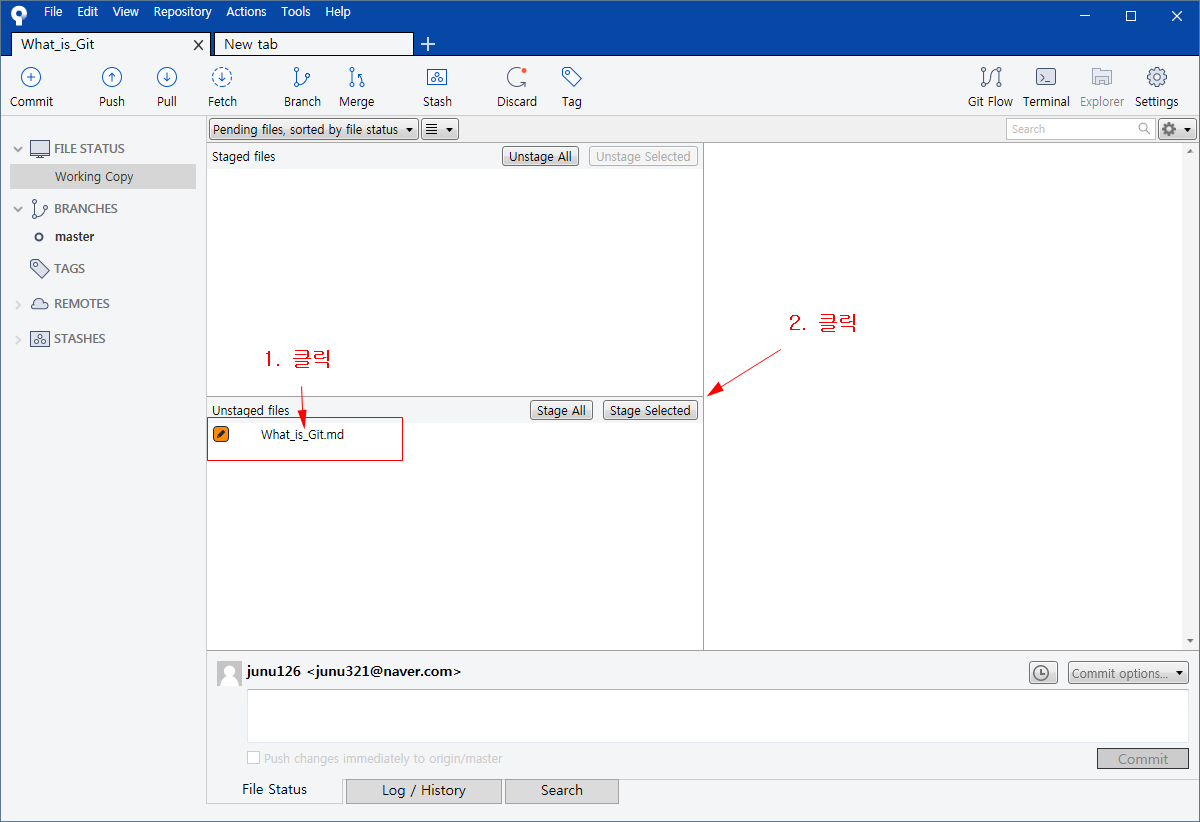 File Edit View Repository Actions Tools Help
What_is_Git New tab
Commit Push Pull Fetch Branch Merge Stash Discard Tag Git Flow Terminal Explorer Settings
Pending files, sorted by file status Search
FILE STATUS
Working Copy
BRANCHES
master
TAGS
REMOTES
STASHES
Staged files Unstage All Unstage Selected
1. 클릭
2. 클릭
Unstaged files Stage All Stage Selected
What_is_Git.md
junu126 <junu321@naver.com> Commit options...
Push changes immediately to origin/master Commit
File Status Log / History Search